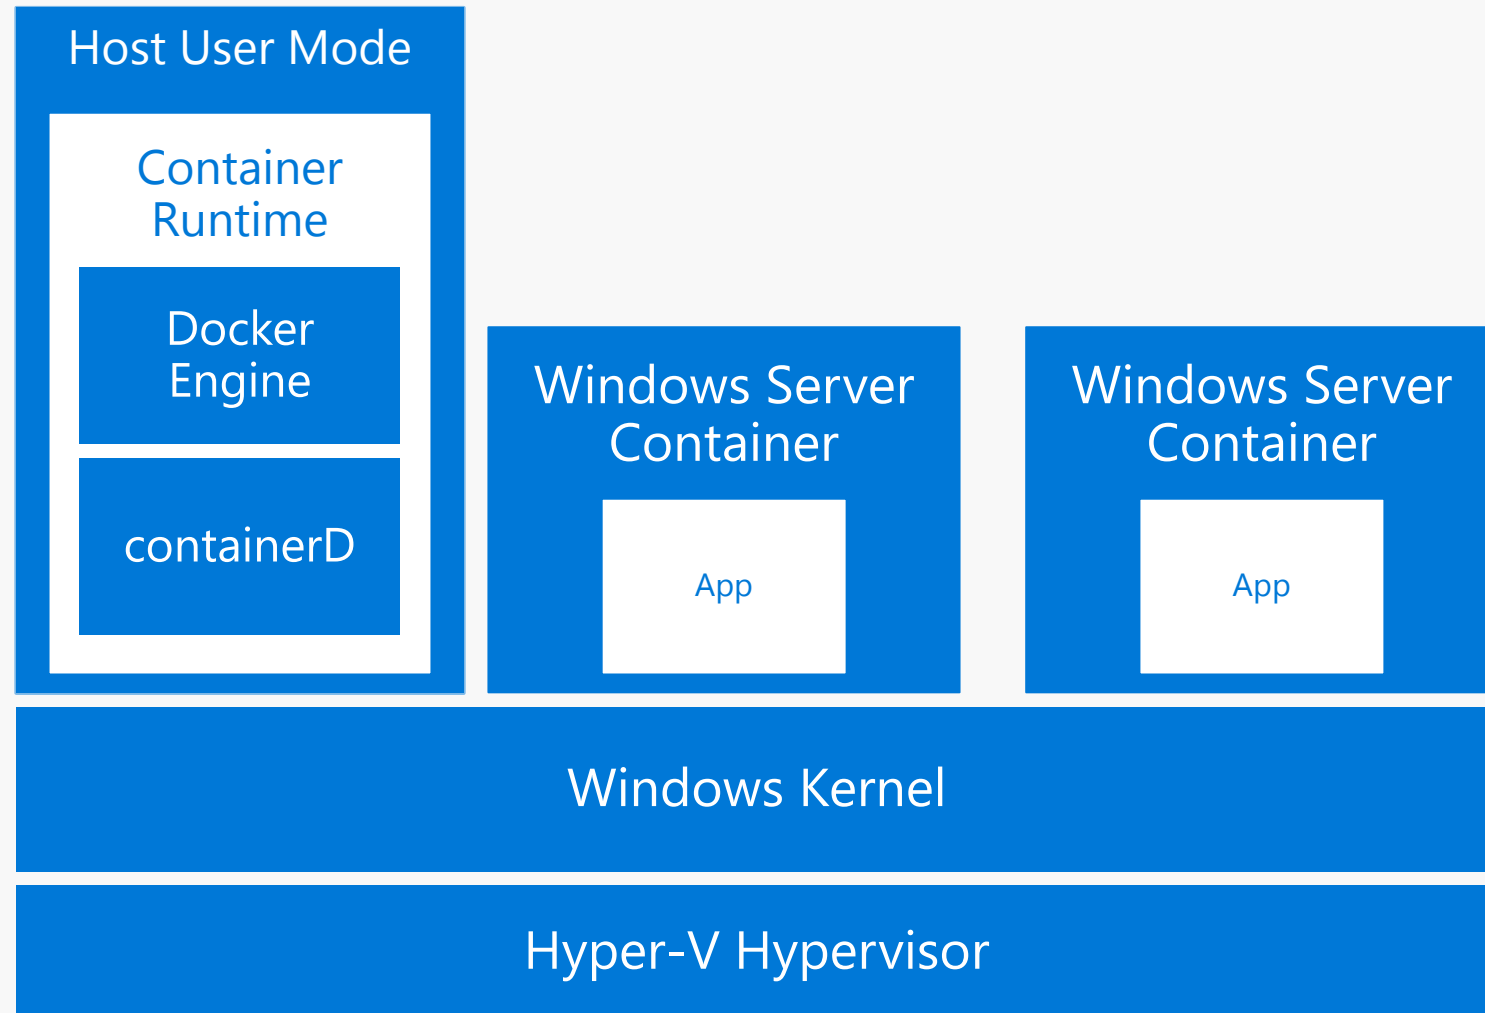 Host User Mode
Container
Runtime
Docker
Engine
containerD
Windows Server
Container
App
Windows Server
Container
App
Windows Kernel
Hyper-V Hypervisor